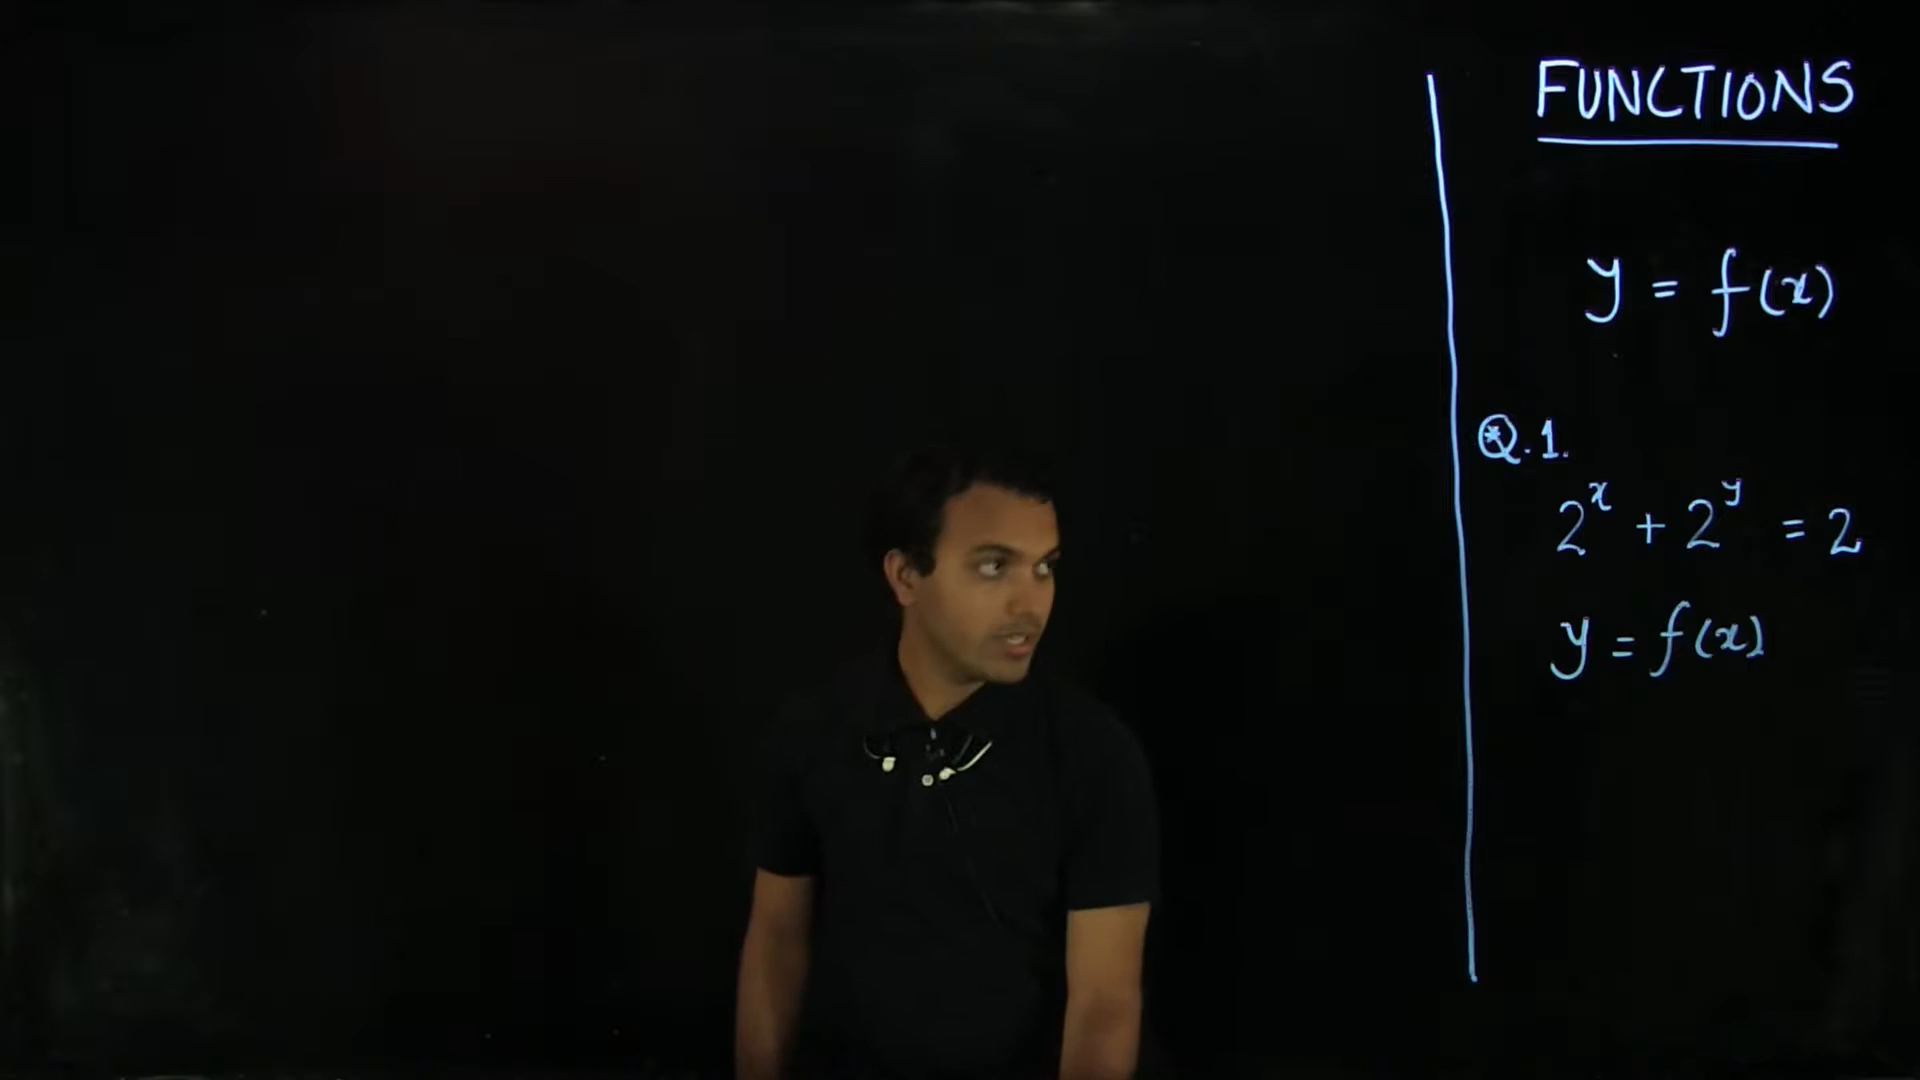 FUNCTIONS
y = f(x)
Q.1.
2^x + 2^y = 2
y = f(x)